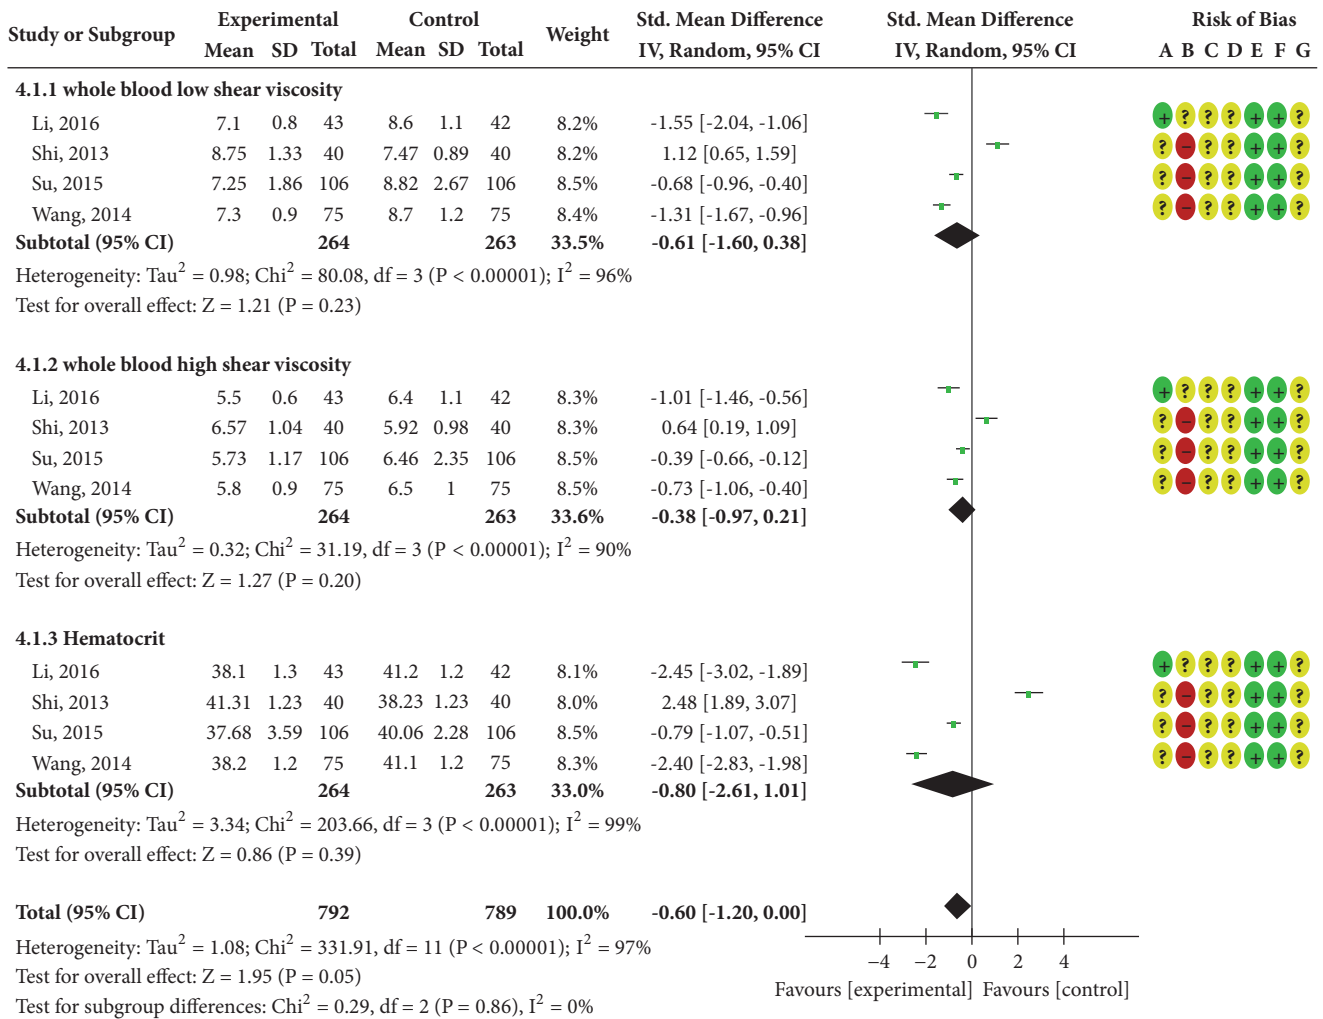 Study or Subgroup Experimental Control Weight Std. Mean Difference Std. Mean Difference Risk of Bias
Mean SD Total Mean SD Total IV, Random, 95% CI IV, Random, 95% CI A B C D E F G
4.1.1 whole blood low shear viscosity
Li, 2016 7.1 0.8 43 8.6 1.1 42 8.2% -1.55 [-2.04, -1.06] + ? ? ? + + ?
Shi, 2013 8.75 1.33 40 7.47 0.89 40 8.2% 1.12 [0.65, 1.59] ? − ? ? + + ?
Su, 2015 7.25 1.86 106 8.82 2.67 106 8.5% -0.68 [-0.96, -0.40] ? − ? ? + + ?
Wang, 2014 7.3 0.9 75 8.7 1.2 75 8.4% -1.31 [-1.67, -0.96] ? − ? ? + + ?
Subtotal (95% CI) 264 263 33.5% -0.61 [-1.60, 0.38]
Heterogeneity: Tau² = 0.98; Chi² = 80.08, df = 3 (P < 0.00001); I² = 96%
Test for overall effect: Z = 1.21 (P = 0.23)
4.1.2 whole blood high shear viscosity
Li, 2016 5.5 0.6 43 6.4 1.1 42 8.3% -1.01 [-1.46, -0.56] + ? ? ? + + ?
Shi, 2013 6.57 1.04 40 5.92 0.98 40 8.3% 0.64 [0.19, 1.09] ? − ? ? + + ?
Su, 2015 5.73 1.17 106 6.46 2.35 106 8.5% -0.39 [-0.66, -0.12] ? − ? ? + + ?
Wang, 2014 5.8 0.9 75 6.5 1 75 8.5% -0.73 [-1.06, -0.40] ? − ? ? + + ?
Subtotal (95% CI) 264 263 33.6% -0.38 [-0.97, 0.21]
Heterogeneity: Tau² = 0.32; Chi² = 31.19, df = 3 (P < 0.00001); I² = 90%
Test for overall effect: Z = 1.27 (P = 0.20)
4.1.3 Hematocrit
Li, 2016 38.1 1.3 43 41.2 1.2 42 8.1% -2.45 [-3.02, -1.89] + ? ? ? + + ?
Shi, 2013 41.31 1.23 40 38.23 1.23 40 8.0% 2.48 [1.89, 3.07] ? − ? ? + + ?
Su, 2015 37.68 3.59 106 40.06 2.28 106 8.5% -0.79 [-1.07, -0.51] ? − ? ? + + ?
Wang, 2014 38.2 1.2 75 41.1 1.2 75 8.3% -2.40 [-2.83, -1.98] ? − ? ? + + ?
Subtotal (95% CI) 264 263 33.0% -0.80 [-2.61, 1.01]
Heterogeneity: Tau² = 3.34; Chi² = 203.66, df = 3 (P < 0.00001); I² = 99%
Test for overall effect: Z = 0.86 (P = 0.39)
Total (95% CI) 792 789 100.0% -0.60 [-1.20, 0.00]
Heterogeneity: Tau² = 1.08; Chi² = 331.91, df = 11 (P < 0.00001); I² = 97%
Test for overall effect: Z = 1.95 (P = 0.05)
Test for subgroup differences: Chi² = 0.29, df = 2 (P = 0.86), I² = 0%
−4 −2 0 2 4
Favours [experimental] Favours [control]